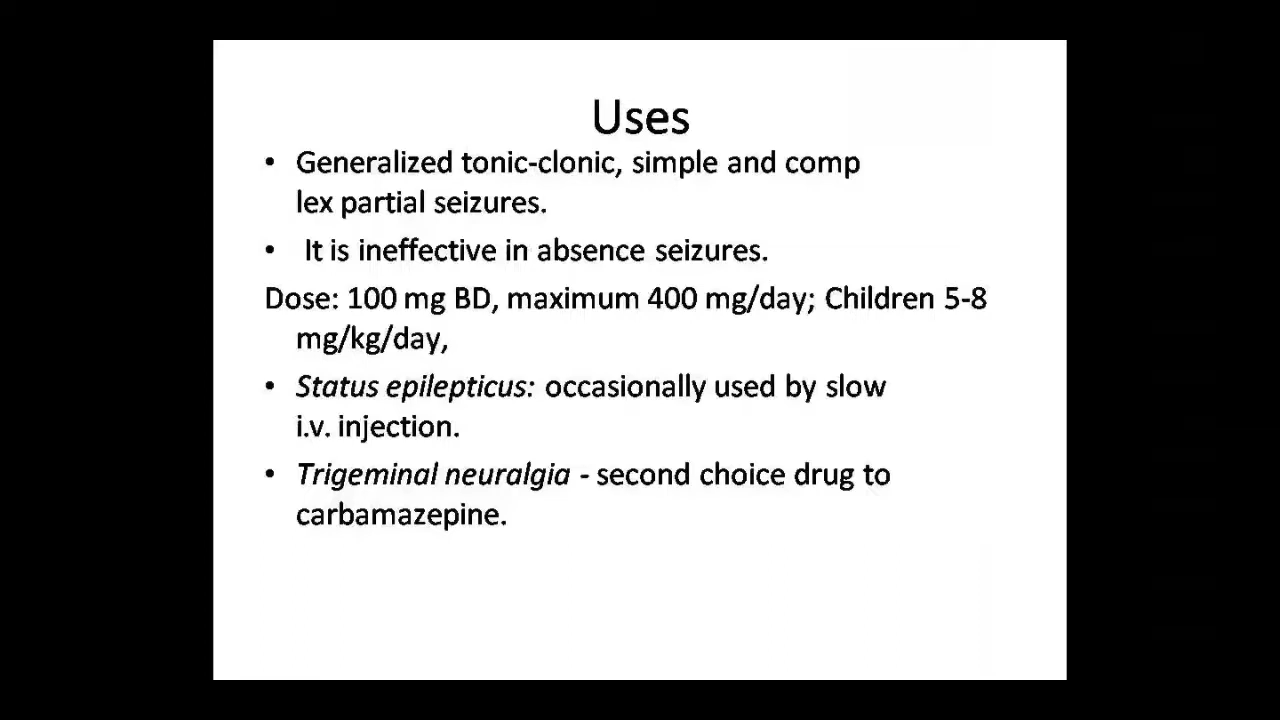 Uses
• Generalized tonic-clonic, simple and comp
lex partial seizures.
• It is ineffective in absence seizures.
Dose: 100 mg BD, maximum 400 mg/day; Children 5-8
mg/kg/day,
• Status epilepticus: occasionally used by slow
i.v. injection.
• Trigeminal neuralgia - second choice drug to
carbamazepine.